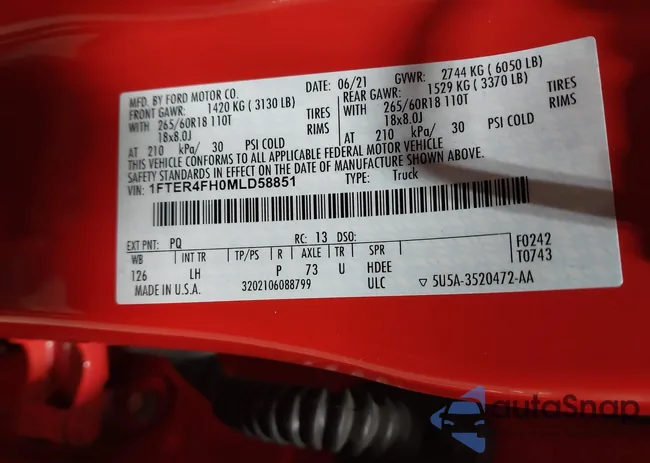 MFD. BY FORD MOTOR CO. DATE: 06/21 GVWR: 2744 KG ( 6050 LB)
FRONT GAWR: 1420 KG ( 3130 LB) REAR GAWR: 1529 KG ( 3370 LB)
WITH 265/60R18 110T TIRES WITH 265/60R18 110T TIRES
18x8.0J RIMS 18x8.0J RIMS
AT 210 kPa/ 30 PSI COLD AT 210 kPa/ 30 PSI COLD
THIS VEHICLE CONFORMS TO ALL APPLICABLE FEDERAL MOTOR VEHICLE
SAFETY STANDARDS IN EFFECT ON THE DATE OF MANUFACTURE SHOWN ABOVE.
VIN: 1FTER4FH0MLD58851 TYPE: Truck
EXT PNT: PQ RC: 13 DSO:
WB INT TR TP/PS R AXLE TR SPR
126 LH P 73 U HDEE
MADE IN U.S.A. 3202106088799 ULC
F0242
T0743
▽ 5U5A-3520472-AA
autoSnap